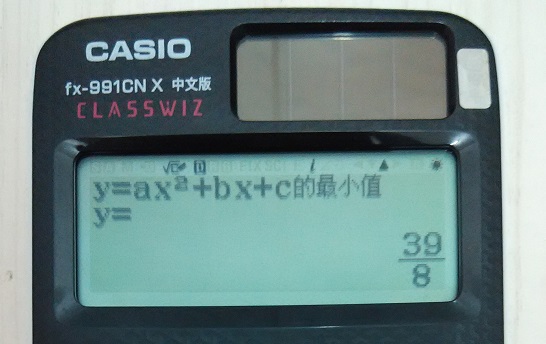 CASIO
fx-991CN X 中文版
CLASSWIZ
√□ D i ▲
y=ax²+bx+c的最小值
y=
39
8